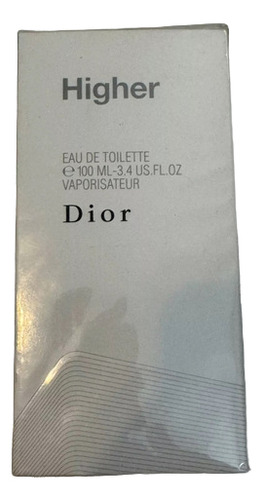 Higher
EAU DE TOILETTE
℮ 100 ML-3.4 US.FL.OZ
VAPORISATEUR
Dior